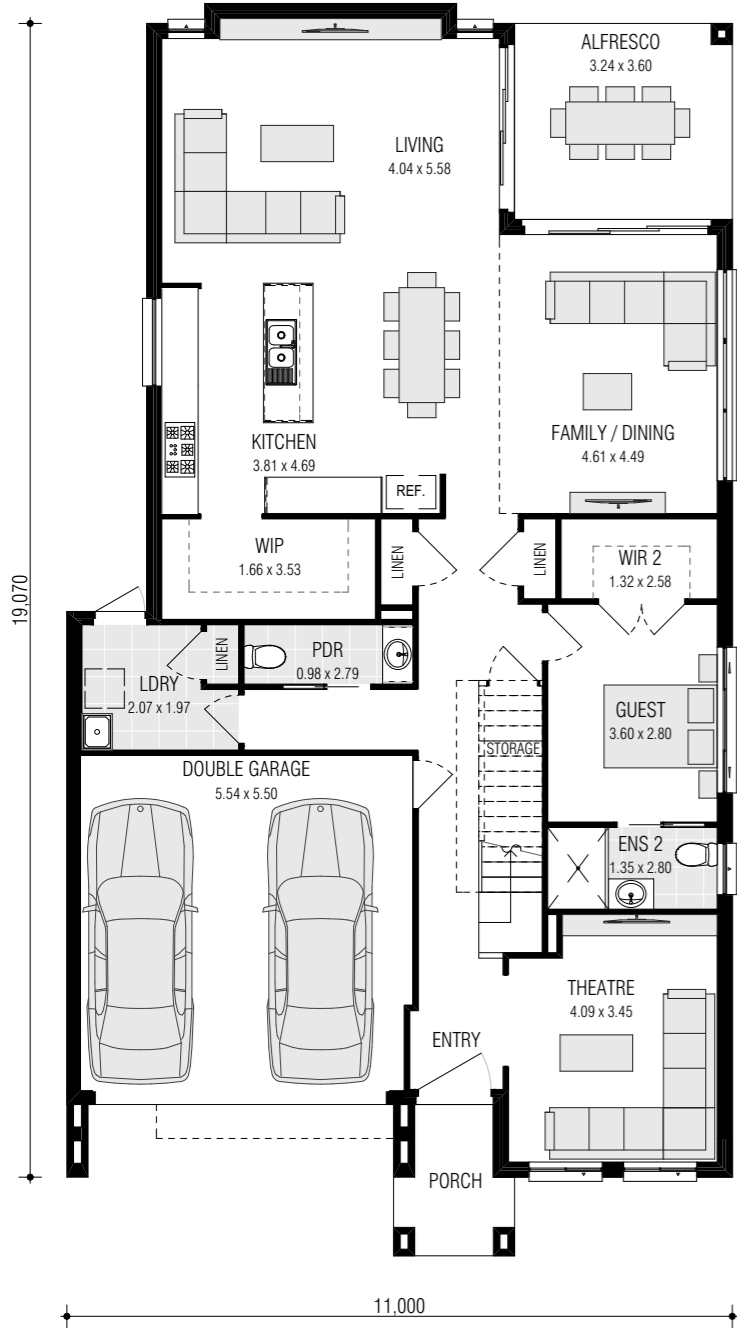 ALFRESCO
3.24 x 3.60
LIVING
4.04 x 5.58
KITCHEN
3.81 x 4.69
FAMILY / DINING
4.61 x 4.49
REF.
WIP
1.66 x 3.53
LINEN
LINEN
WIR 2
1.32 x 2.58
19,070
LINEN
PDR
0.98 x 2.79
LDRY
2.07 x 1.97
GUEST
3.60 x 2.80
STORAGE
DOUBLE GARAGE
5.54 x 5.50
ENS 2
1.35 x 2.80
THEATRE
4.09 x 3.45
ENTRY
PORCH
11,000